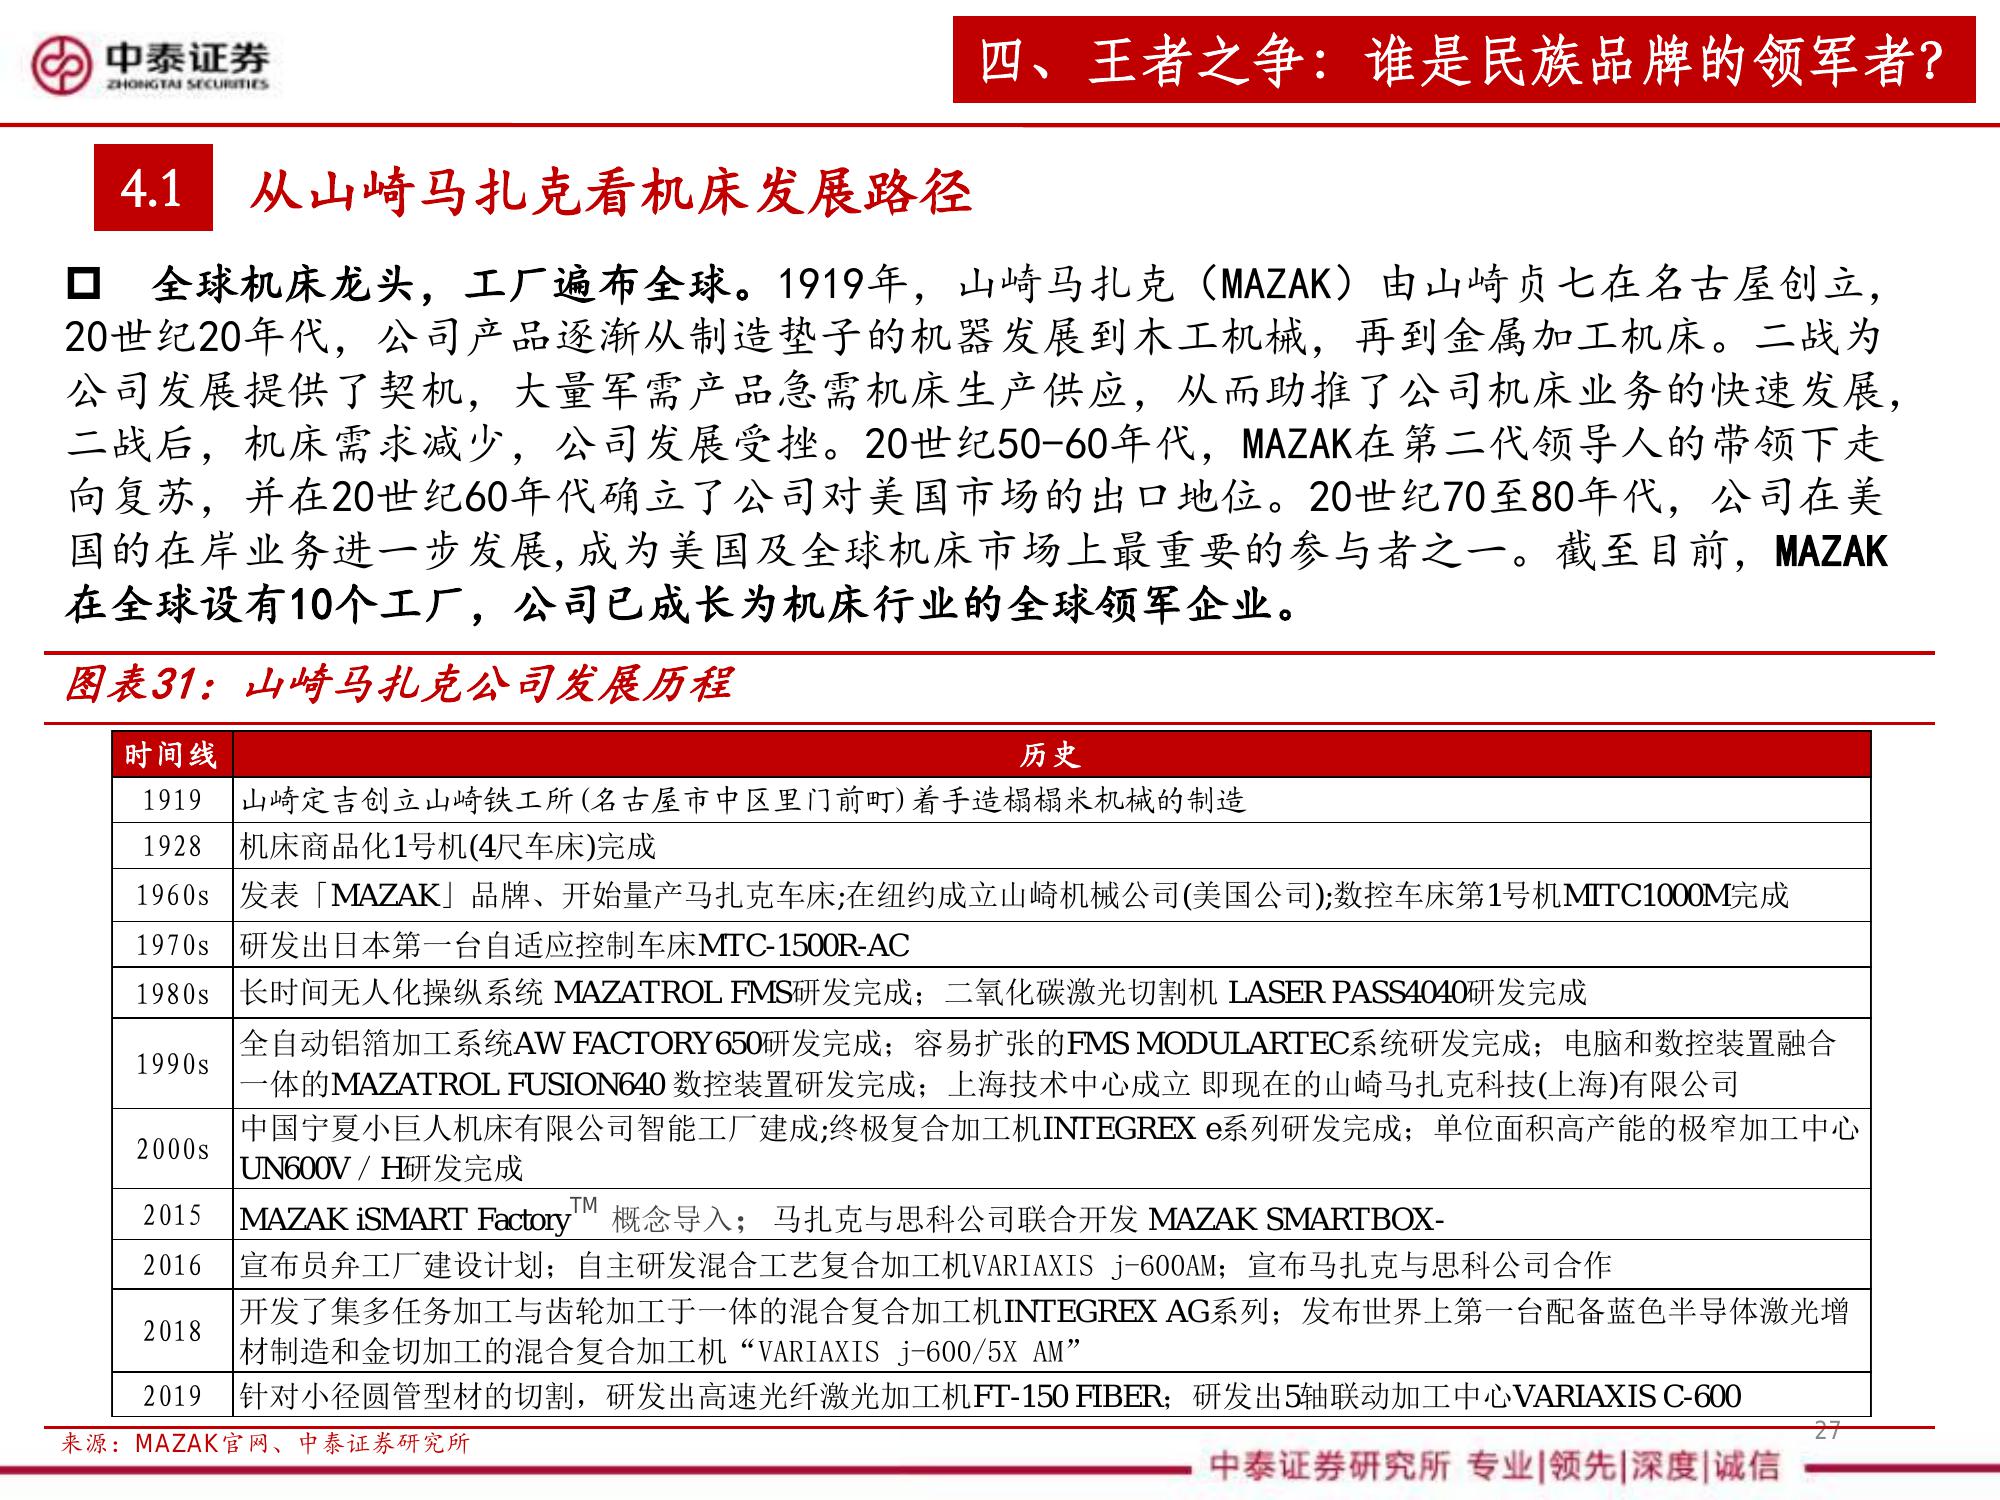 中泰证券
ZHONGTAI SECURITIES
四、王者之争：谁是民族品牌的领军者?
4.1 从山崎马扎克看机床发展路径
全球机床龙头，工厂遍布全球。1919年，山崎马扎克（MAZAK）由山崎贞七在名古屋创立，
20世纪20年代，公司产品逐渐从制造垫子的机器发展到木工机械，再到金属加工机床。二战为
公司发展提供了契机，大量军需产品急需机床生产供应，从而助推了公司机床业务的快速发展，
二战后，机床需求减少，公司发展受挫。20世纪50-60年代，MAZAK在第二代领导人的带领下走
向复苏，并在20世纪60年代确立了公司对美国市场的出口地位。20世纪70至80年代，公司在美
国的在岸业务进一步发展,成为美国及全球机床市场上最重要的参与者之一。截至目前，MAZAK
在全球设有10个工厂，公司已成长为机床行业的全球领军企业。
图表31：山崎马扎克公司发展历程
时间线 历史
1919 山崎定吉创立山崎铁工所(名古屋市中区里门前町)着手造榻榻米机械的制造
1928 机床商品化1号机(4尺车床)完成
1960s 发表「MAZAK」品牌、开始量产马扎克车床;在纽约成立山崎机械公司(美国公司);数控车床第1号机MITC1000M完成
1970s 研发出日本第一台自适应控制车床MTC-1500R-AC
1980s 长时间无人化操纵系统 MAZATROL FMS研发完成；二氧化碳激光切割机 LASER PASS4040研发完成
1990s 全自动铝箔加工系统AW FACTORY650研发完成；容易扩张的FMS MODULARTEC系统研发完成；电脑和数控装置融合
一体的MAZATROL FUSION640 数控装置研发完成；上海技术中心成立 即现在的山崎马扎克科技(上海)有限公司
2000s 中国宁夏小巨人机床有限公司智能工厂建成;终极复合加工机INTEGREX e系列研发完成；单位面积高产能的极窄加工中心
UN600V / H研发完成
2015 MAZAK iSMART Factory™ 概念导入； 马扎克与思科公司联合开发 MAZAK SMARTBOX-
2016 宣布员弁工厂建设计划；自主研发混合工艺复合加工机VARIAXIS j-600AM；宣布马扎克与思科公司合作
2018 开发了集多任务加工与齿轮加工于一体的混合复合加工机INTEGREX AG系列；发布世界上第一台配备蓝色半导体激光增
材制造和金切加工的混合复合加工机“VARIAXIS j-600/5X AM”
2019 针对小径圆管型材的切割，研发出高速光纤激光加工机FT-150 FIBER；研发出5轴联动加工中心VARIAXIS C-600
来源：MAZAK官网、中泰证券研究所
27
中泰证券研究所 专业|领先|深度|诚信